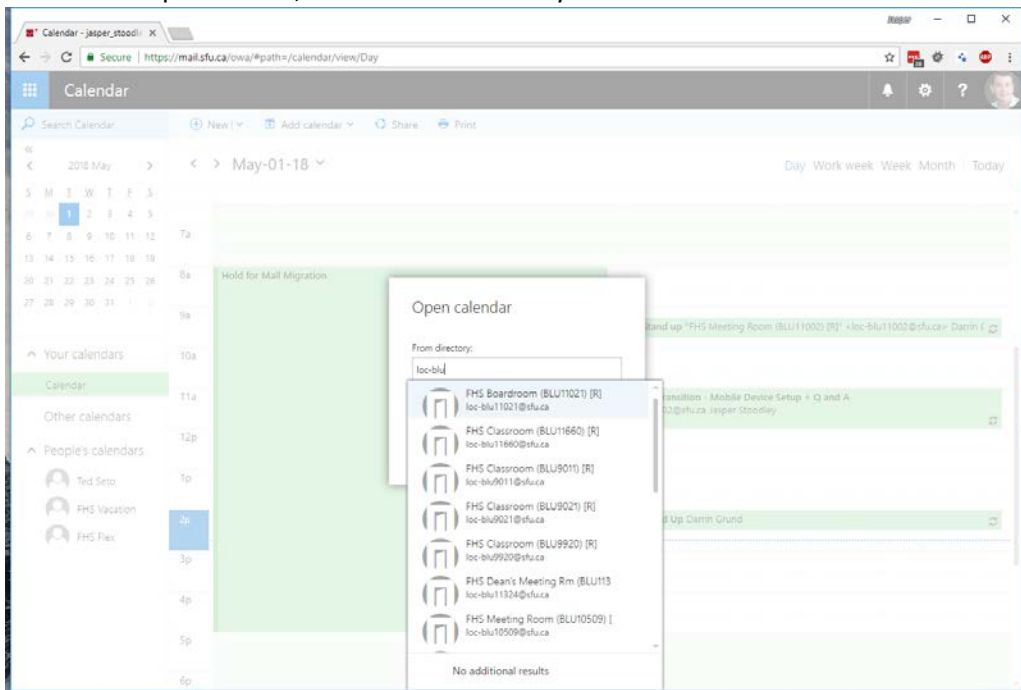 Calendar - jasper_stoodl
Secure | https://mail.sfu.ca/owa/#path=/calendar/view/Day
Calendar
?
Search Calendar
New
Add calendar
Share
Print
2018 May
May-01-18
Day Work week Week Month Today
S M T W T F S
1 2 3 4 5
6 7 8 9 10 11 12
13 14 15 16 17 18 19
20 21 22 23 24 25 26
27 28 29 30 31
7a
8a
Hold for Mail Migration
9a
Stand up "FHS Meeting Room (BLU11002) [R]" <loc-blu11002@sfu.ca> Darrin
Your calendars
Calendar
Other calendars
People's calendars
Ted Seto
FHS Vacation
FHS Flex
10a
11a
ransition - Mobile Device Setup + Q and A
02@sfu.ca Jasper Stoodley
12p
1p
2p
d Up Darrin Grund
3p
4p
5p
6p
Open calendar
From directory:
loc-blu
FHS Boardroom (BLU11021) [R]
loc-blu11021@sfu.ca
FHS Classroom (BLU11660) [R]
loc-blu11660@sfu.ca
FHS Classroom (BLU9011) [R]
loc-blu9011@sfu.ca
FHS Classroom (BLU9021) [R]
loc-blu9021@sfu.ca
FHS Classroom (BLU9920) [R]
loc-blu9920@sfu.ca
FHS Dean's Meeting Rm (BLU113
loc-blu11324@sfu.ca
FHS Meeting Room (BLU10509) [
loc-blu10509@sfu.ca
No additional results